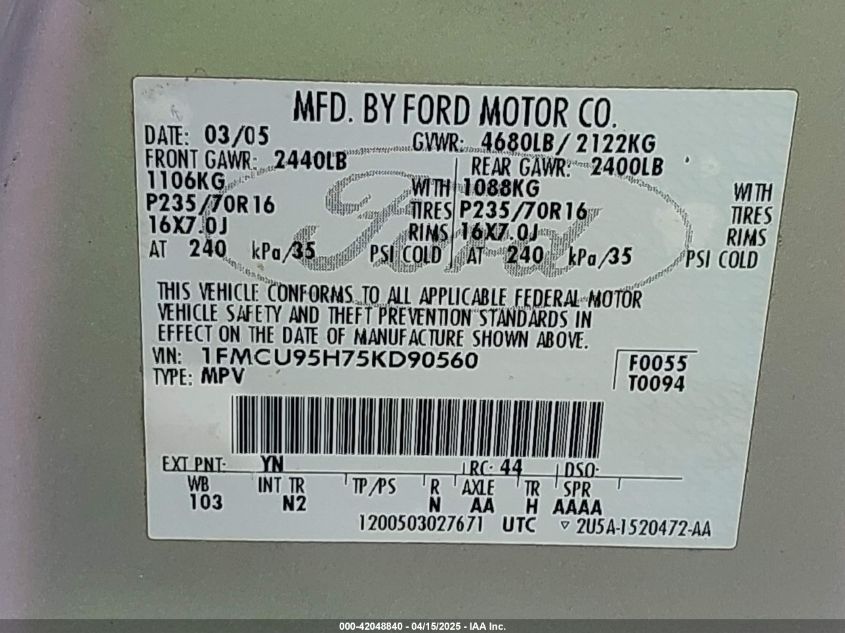 MFD. BY FORD MOTOR CO.
DATE: 03/05 GVWR: 4680LB/ 2122KG
FRONT GAWR: 2440LB REAR GAWR: 2400LB
1106KG WITH 1088KG WITH
P235/70R16 TIRES P235/70R16 TIRES
16X7.0J RIMS 16X7.0J RIMS
AT 240 kPa/35 PSI COLD AT 240 kPa/35 PSI COLD
Ford
THIS VEHICLE CONFORMS TO ALL APPLICABLE FEDERAL MOTOR
VEHICLE SAFETY AND THEFT PREVENTION STANDARDS IN
EFFECT ON THE DATE OF MANUFACTURE SHOWN ABOVE.
VIN: 1FMCU95H75KD90560 F0055
TYPE: MPV T0094
EXT PNT: YN RC: 44 DSO:
WB INT TR TP/PS R AXLE TR SPR
103 N2 N AA H AAAA
1200503027671 UTC ▽ 2U5A-1520472-AA
000-42048840 - 04/15/2025 - IAA Inc.